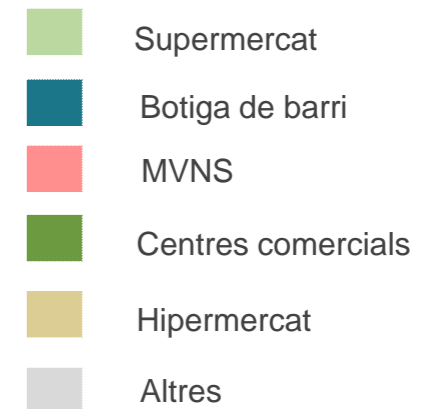 Supermercat
Botiga de barri
MVNS
Centres comercials
Hipermercat
Altres